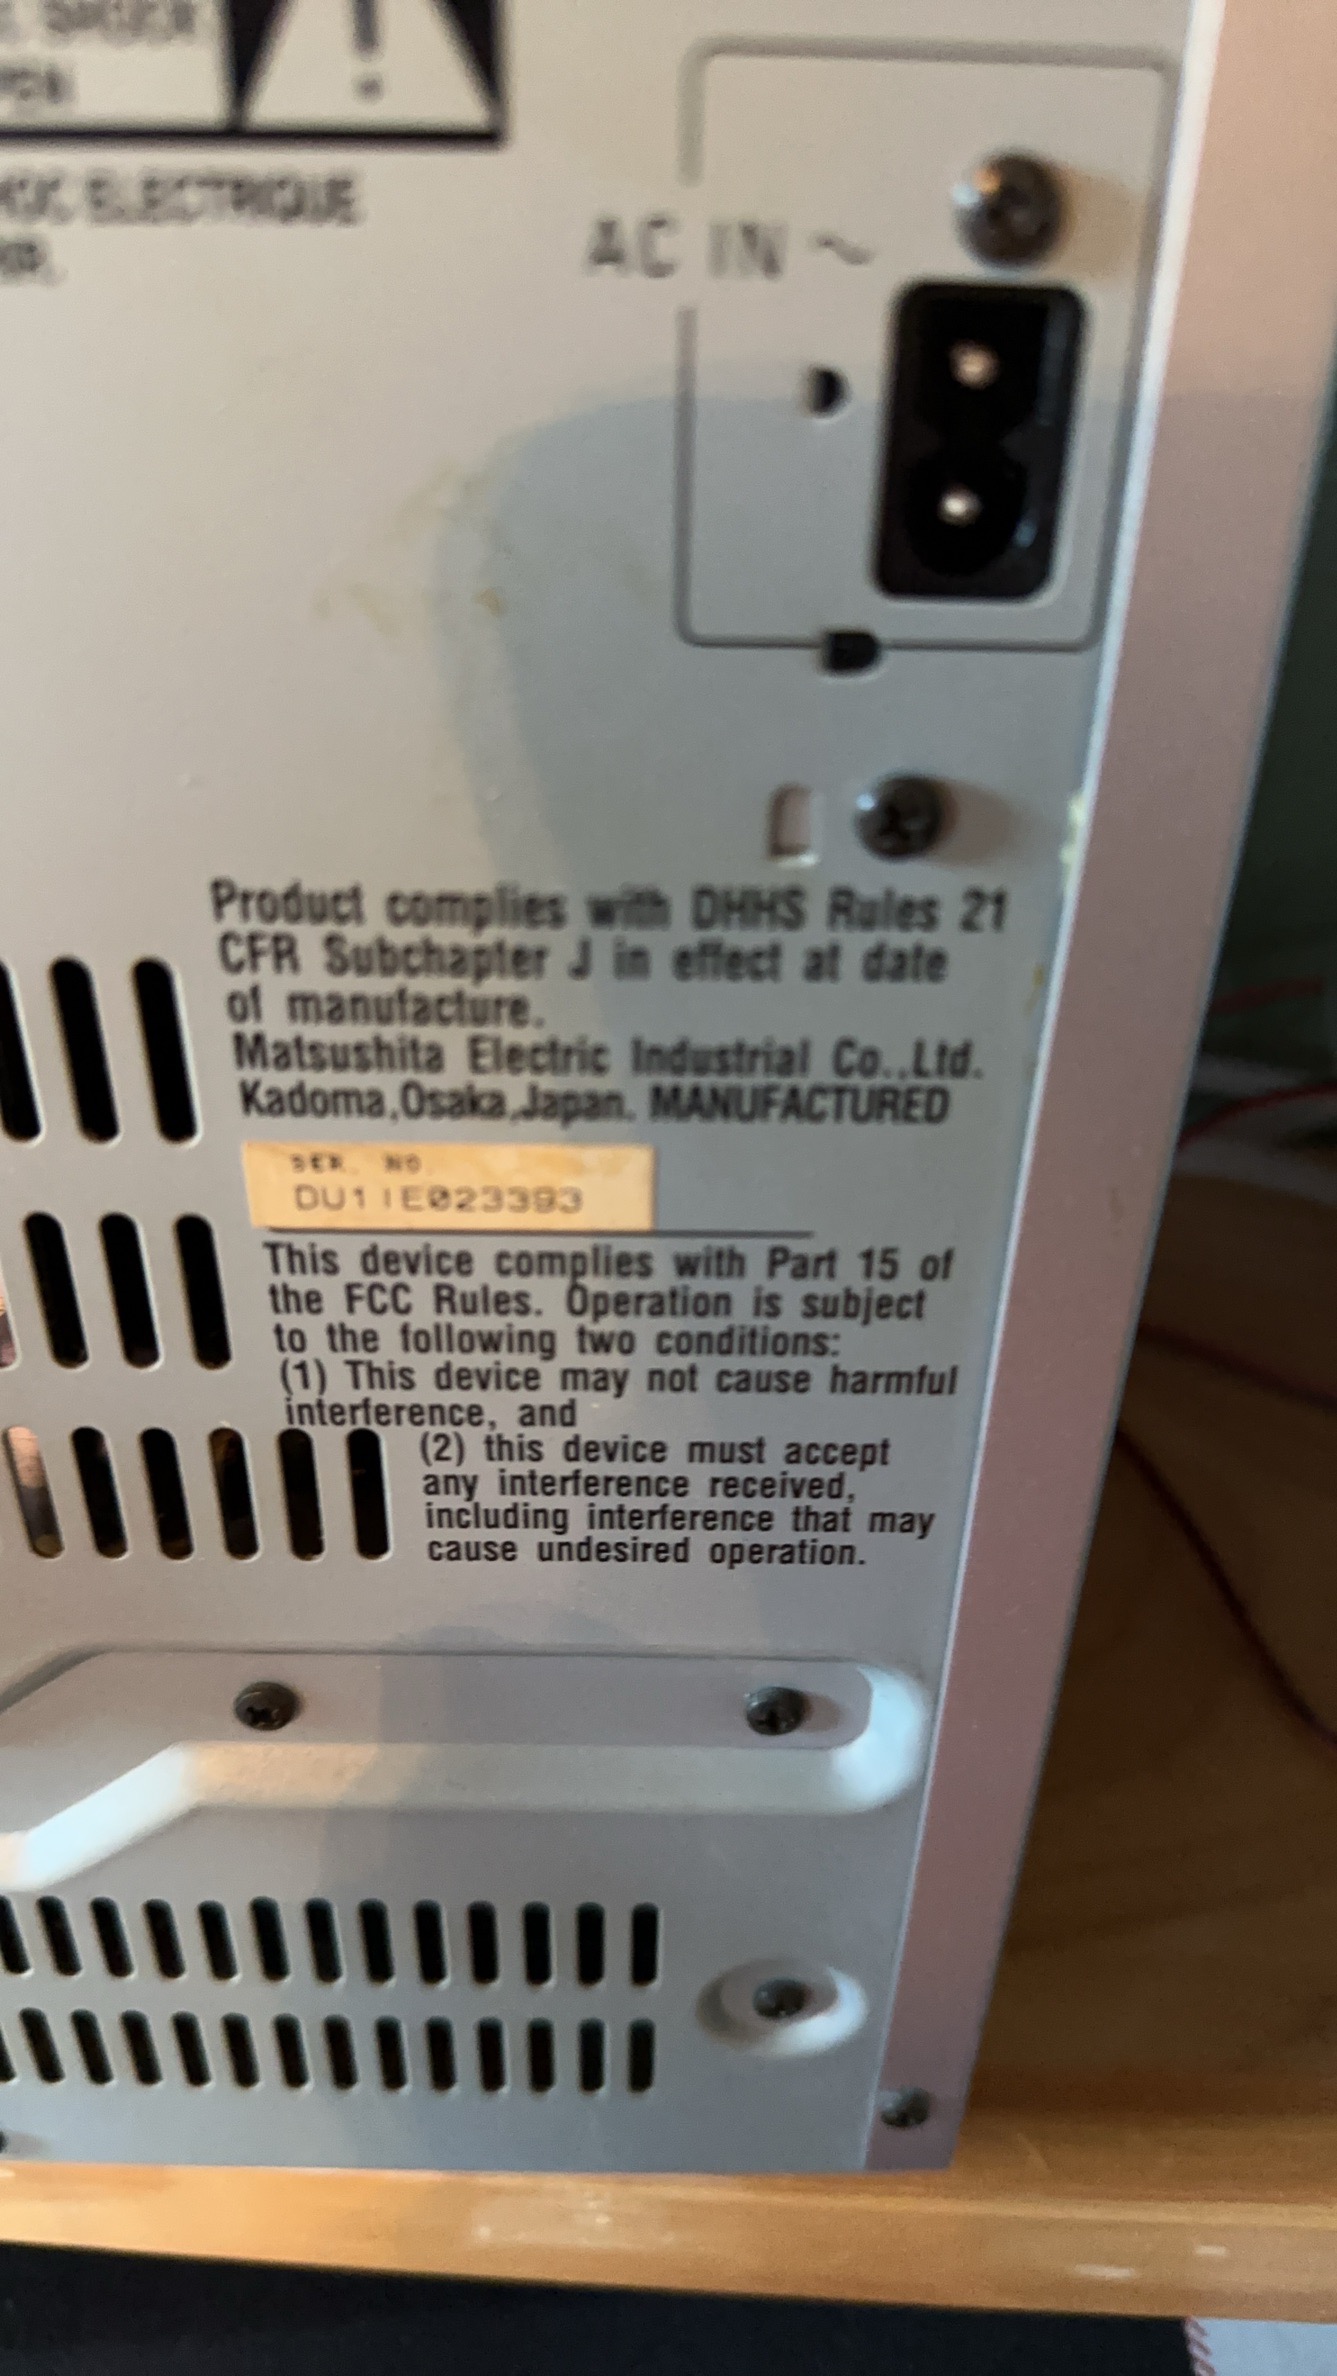 SHOCK
ELECTRIQUE
AC IN ~
Product complies with DHHS Rules 21
CFR Subchapter J in effect at date
of manufacture.
Matsushita Electric Industrial Co.,Ltd.
Kadoma,Osaka,Japan. MANUFACTURED
SER. NO.
DU11E023393
This device complies with Part 15 of
the FCC Rules. Operation is subject
to the following two conditions:
(1) This device may not cause harmful
interference, and
(2) this device must accept
any interference received,
including interference that may
cause undesired operation.